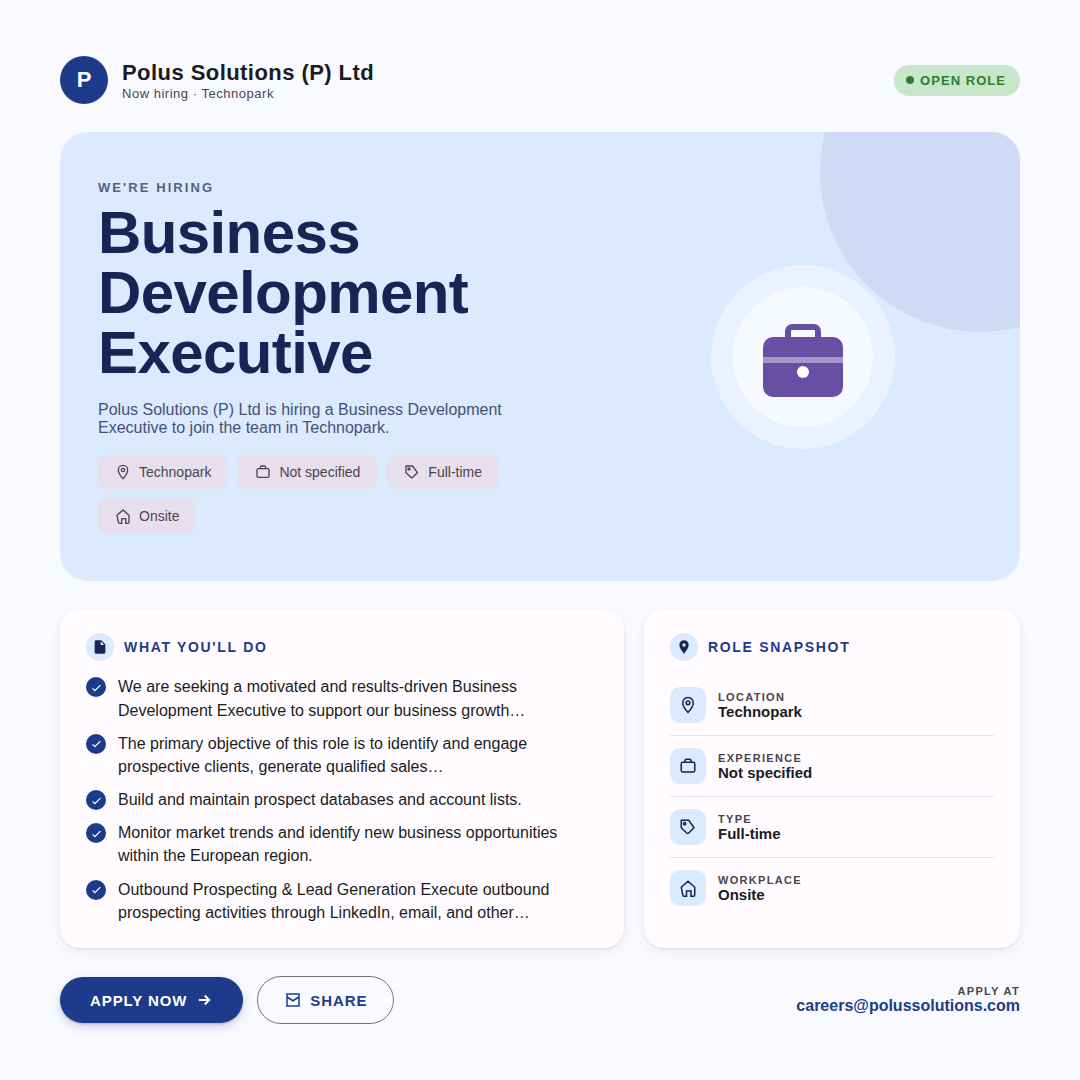 P
Polus Solutions (P) Ltd
Now hiring · Technopark
OPEN ROLE
WE'RE HIRING
Business
Development
Executive
Polus Solutions (P) Ltd is hiring a Business Development
Executive to join the team in Technopark.
Technopark
Not specified
Full-time
Onsite
WHAT YOU'LL DO
We are seeking a motivated and results-driven Business
Development Executive to support our business growth…
The primary objective of this role is to identify and engage
prospective clients, generate qualified sales…
Build and maintain prospect databases and account lists.
Monitor market trends and identify new business opportunities
within the European region.
Outbound Prospecting & Lead Generation Execute outbound
prospecting activities through LinkedIn, email, and other…
ROLE SNAPSHOT
LOCATION
Technopark
EXPERIENCE
Not specified
TYPE
Full-time
WORKPLACE
Onsite
APPLY NOW
SHARE
APPLY AT
careers@polussolutions.com